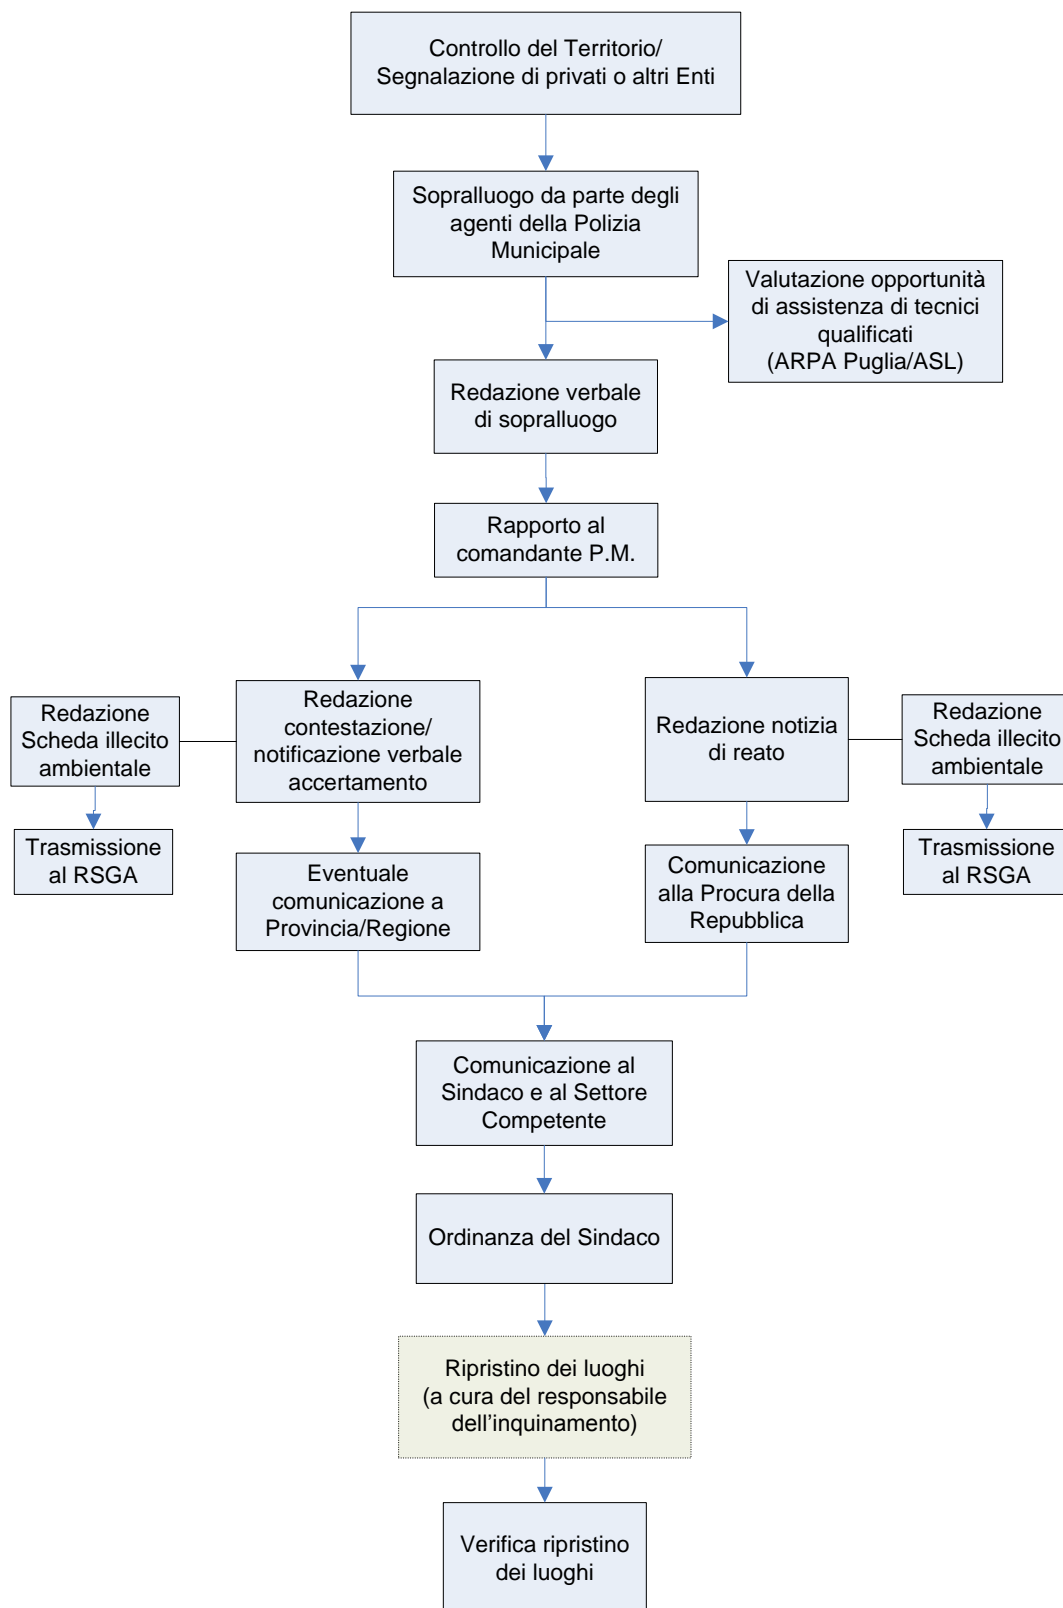 Controllo del Territorio/
Segnalazione di privati o altri Enti
Sopralluogo da parte degli
agenti della Polizia
Municipale
Valutazione opportunità
di assistenza di tecnici
qualificati
(ARPA Puglia/ASL)
Redazione verbale
di sopralluogo
Rapporto al
comandante P.M.
Redazione
Scheda illecito
ambientale
Redazione
contestazione/
notificazione verbale
accertamento
Redazione notizia
di reato
Redazione
Scheda illecito
ambientale
Trasmissione
al RSGA
Eventuale
comunicazione a
Provincia/Regione
Comunicazione
alla Procura della
Repubblica
Trasmissione
al RSGA
Comunicazione al
Sindaco e al Settore
Competente
Ordinanza del Sindaco
Ripristino dei luoghi
(a cura del responsabile
dell’inquinamento)
Verifica ripristino
dei luoghi